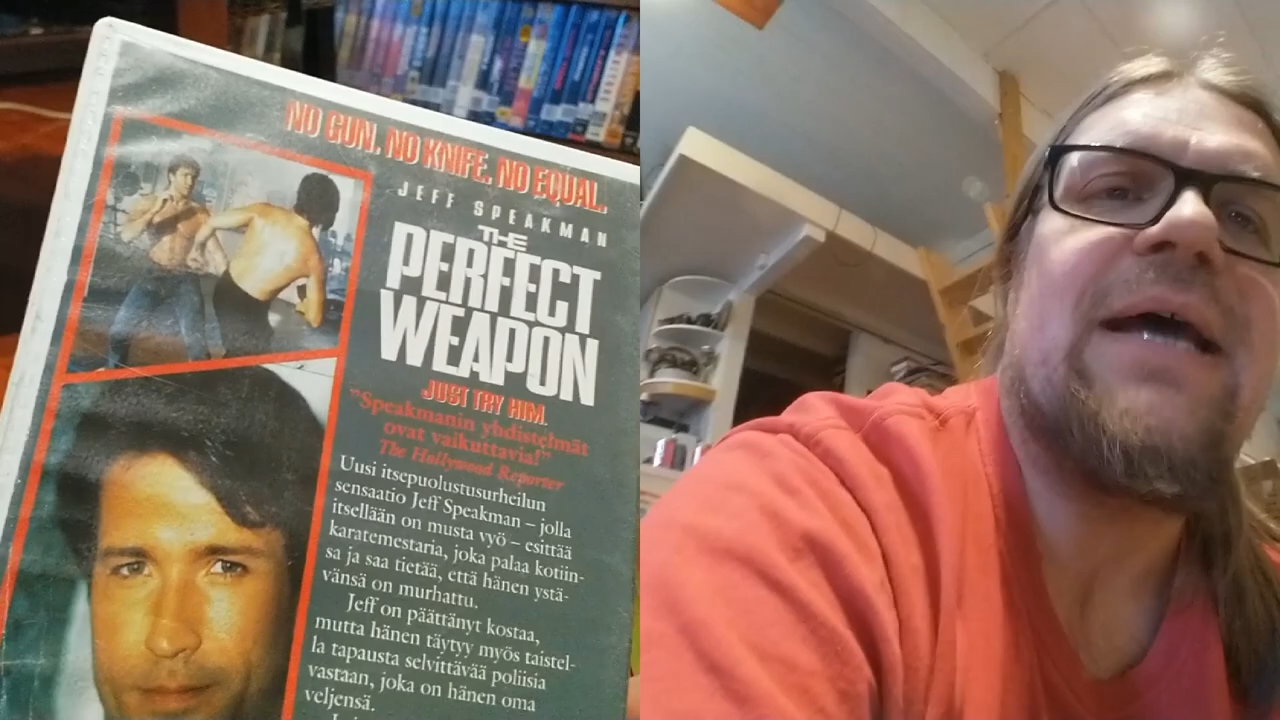 NO GUN. NO KNIFE. NO EQUAL.
JEFF SPEAKMAN
THE
PERFECT
WEAPON
JUST TRY HIM.
"Speakmanin yhdistelmät
ovat vaikuttavia!"
The Hollywood Reporter
Uusi itsepuolustusurheilun
sensaatio Jeff Speakman – jolla
itsellään on musta vyö – esittää
karatemestaria, joka palaa kotiin-
sa ja saa tietää, että hänen ystä-
vänsä on murhattu.
Jeff on päättänyt kostaa,
mutta hänen täytyy myös taistel-
la tapausta selvittävää poliisia
vastaan, joka on hänen oma
veljensä.